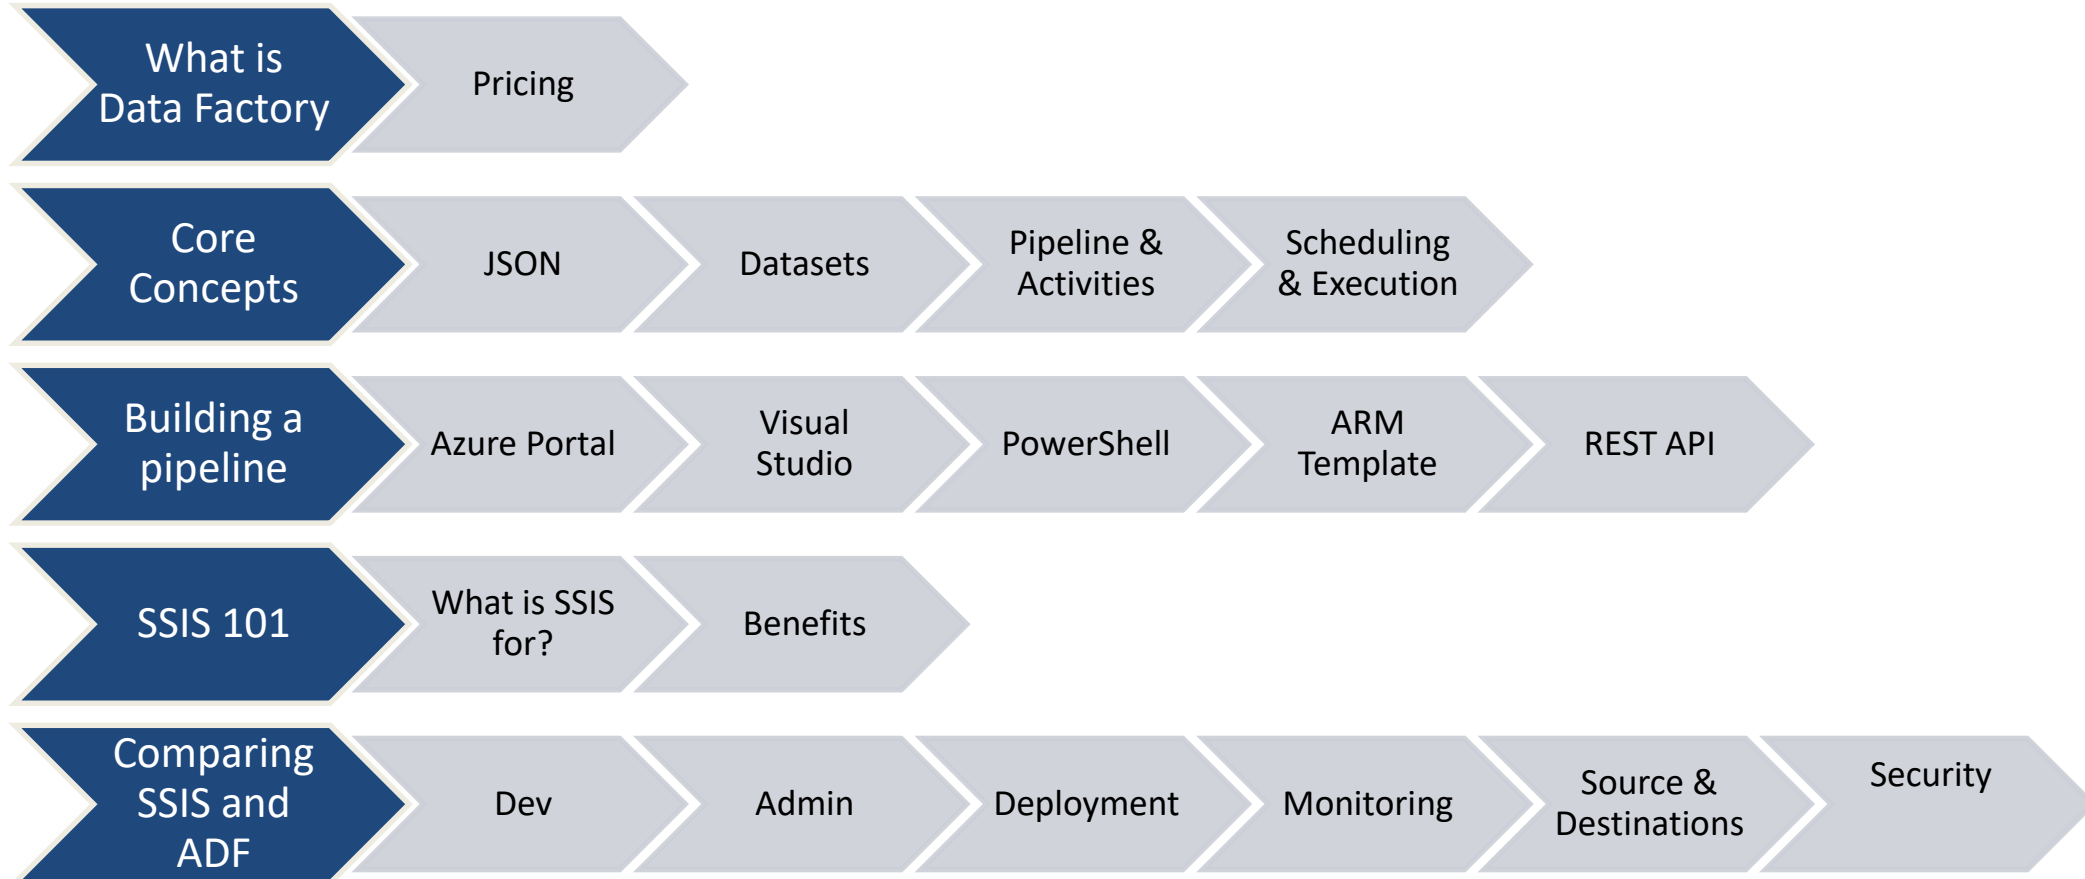 What is
Data Factory
Pricing
Core
Concepts
JSON
Datasets
Pipeline &
Activities
Scheduling
& Execution
Building a
pipeline
Azure Portal
Visual
Studio
PowerShell
ARM
Template
REST API
SSIS 101
What is SSIS
for?
Benefits
Comparing
SSIS and
ADF
Dev
Admin
Deployment
Monitoring
Source &
Destinations
Security